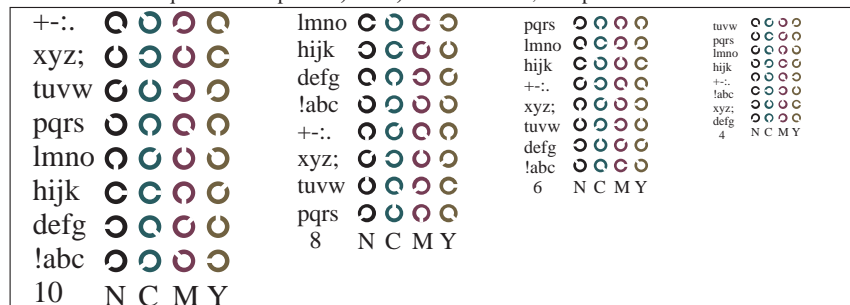 +-:.
xyz;
tuvw
pqrs
lmno
hijk
defg
!abc
10 N C M Y
lmno
hijk
defg
!abc
+-:.
xyz;
tuvw
pqrs
8 N C M Y
pqrs
lmno
hijk
+-:.
xyz;
tuvw
defg
!abc
6 N C M Y
tuvw
pqrs
lmno
hijk
+-:.
!abc
xyz;
defg
4 N C M Y